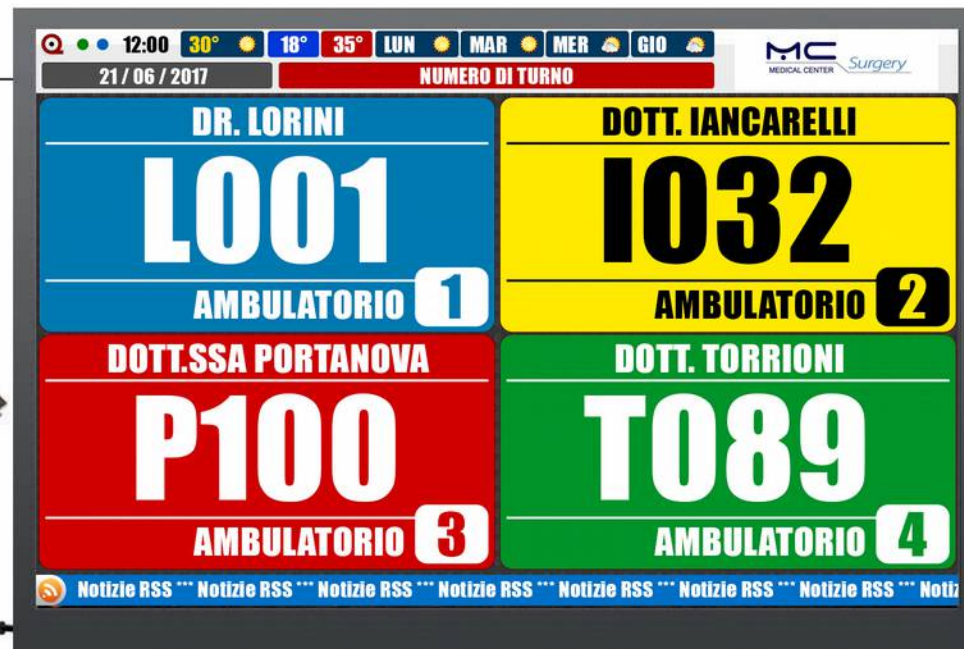 12:00 30° 18° 35° LUN MAR MER GIO
MC
MEDICAL CENTER Surgery
21 / 06 / 2017 NUMERO DI TURNO
DR. LORINI
L001
AMBULATORIO 1
DOTT. IANCARELLI
I032
AMBULATORIO 2
DOTT.SSA PORTANOVA
P100
AMBULATORIO 3
DOTT. TORRIONI
T089
AMBULATORIO 4
Notizie RSS *** Notizie RSS *** Notizie RSS *** Notizie RSS *** Notizie RSS *** Notizie RSS *** Notizie RSS *** Notiz